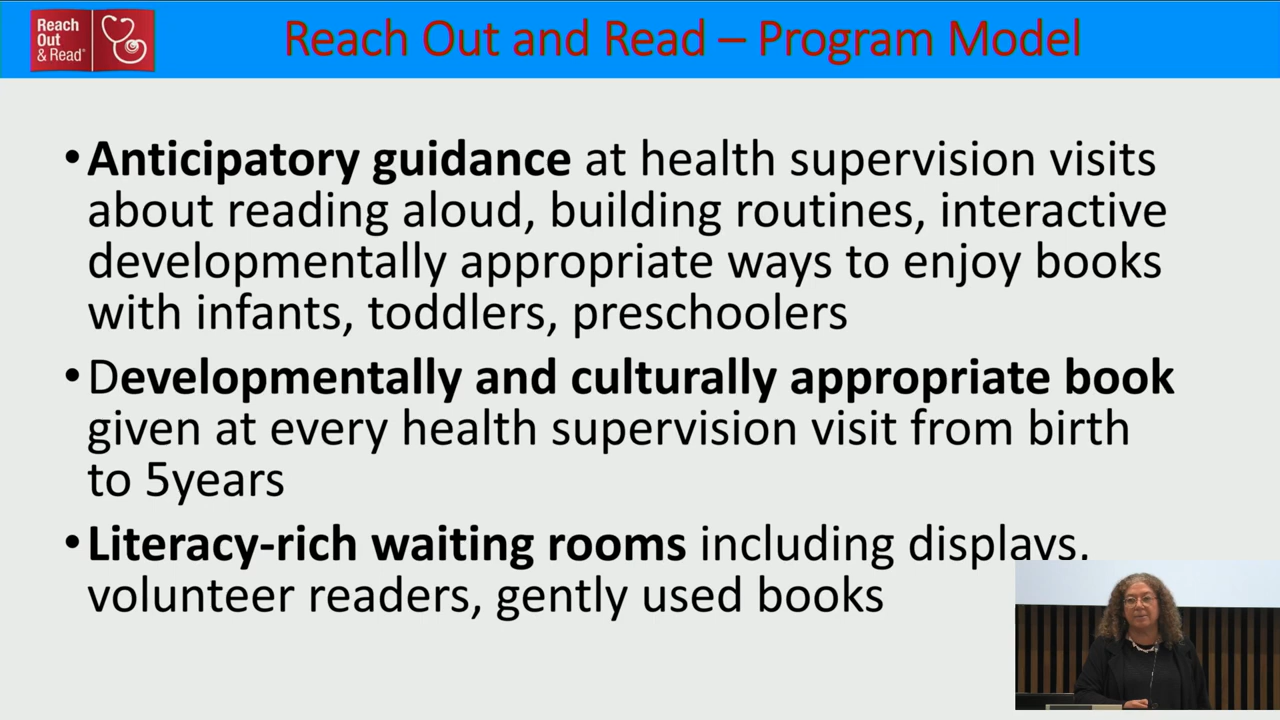 Reach
Out
& Read®
Reach Out and Read – Program Model
•Anticipatory guidance at health supervision visits
about reading aloud, building routines, interactive
developmentally appropriate ways to enjoy books
with infants, toddlers, preschoolers
•Developmentally and culturally appropriate book
given at every health supervision visit from birth
to 5years
•Literacy-rich waiting rooms including displays,
volunteer readers, gently used books